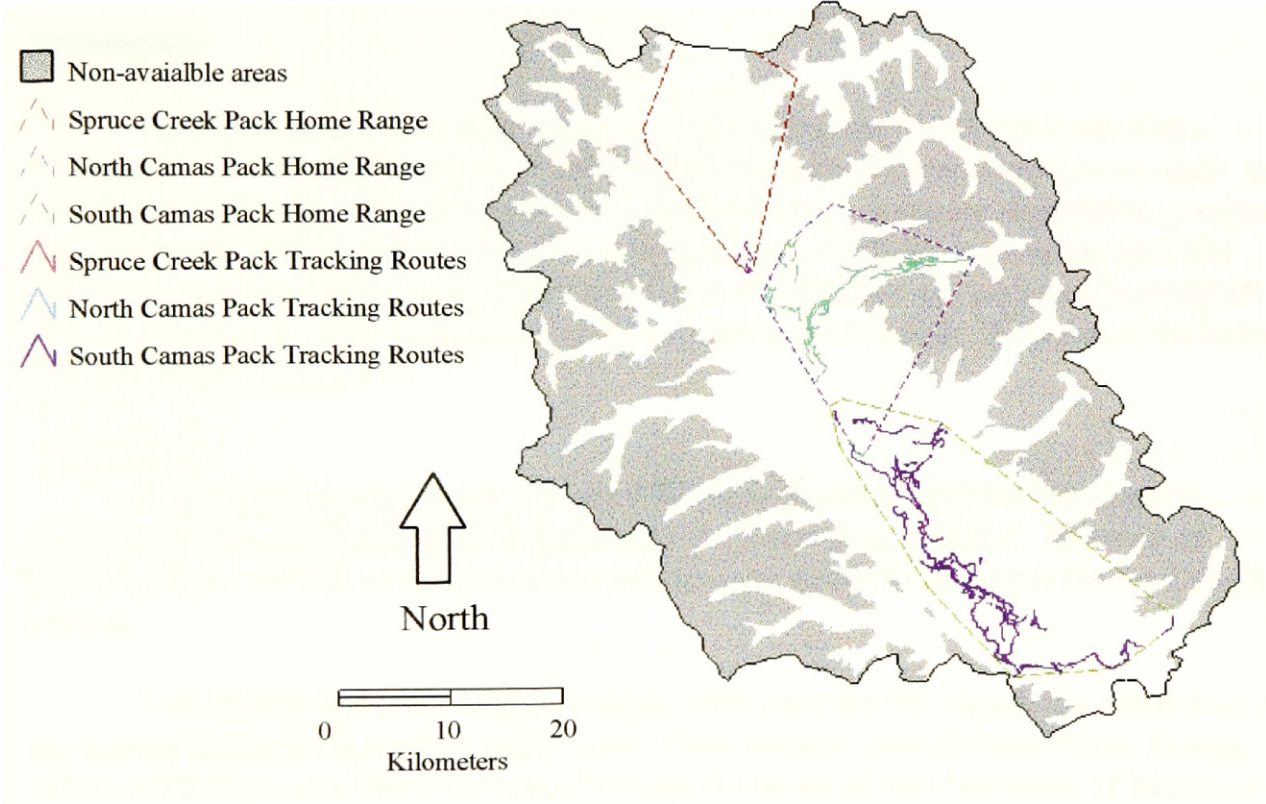 Non-avaialble areas
Spruce Creek Pack Home Range
North Camas Pack Home Range
South Camas Pack Home Range
Spruce Creek Pack Tracking Routes
North Camas Pack Tracking Routes
South Camas Pack Tracking Routes
North
0 10 20
Kilometers